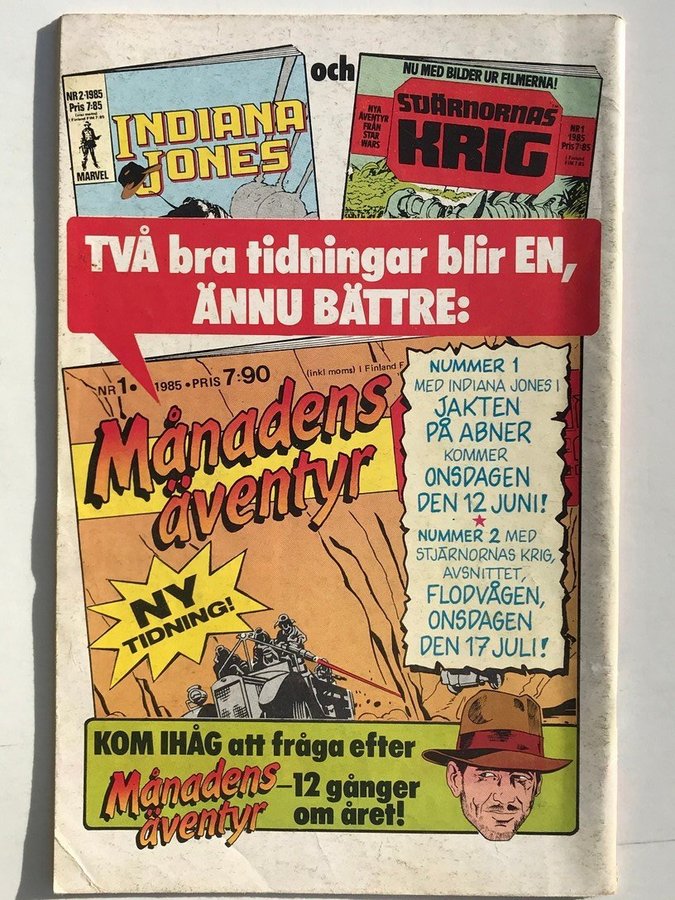 NR 2-1985
Pris 7:85
MARVEL
INDIANA
JONES
och
NU MED BILDER UR FILMERNA!
NYA
ÄVENTYR
FRÅN
STAR
WARS
STJÄRNORNAS
KRIG
NR 1
1985
Pris 7:85
TVÅ bra tidningar blir EN,
ÄNNU BÄTTRE:
NR 1 • 1985 • PRIS 7:90 (inkl moms) I Finland F
Månadens
äventyr
NY
TIDNING!
NUMMER 1
MED INDIANA JONES I
JAKTEN
PÅ ABNER
KOMMER
ONSDAGEN
DEN 12 JUNI!
NUMMER 2 MED
STJÄRNORNAS KRIG,
AVSNITTET,
FLODVÅGEN,
ONSDAGEN
DEN 17 JULI!
KOM IHÅG att fråga efter
Månadens
äventyr
–12 gånger
om året!